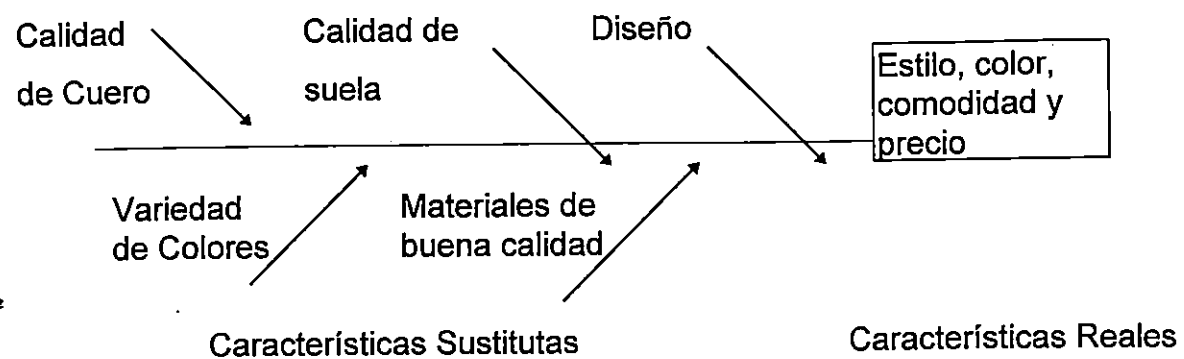 Calidad
de Cuero
Calidad de
suela
Diseño
Estilo, color,
comodidad y
precio
Variedad
de Colores
Materiales de
buena calidad
Características Sustitutas
Características Reales